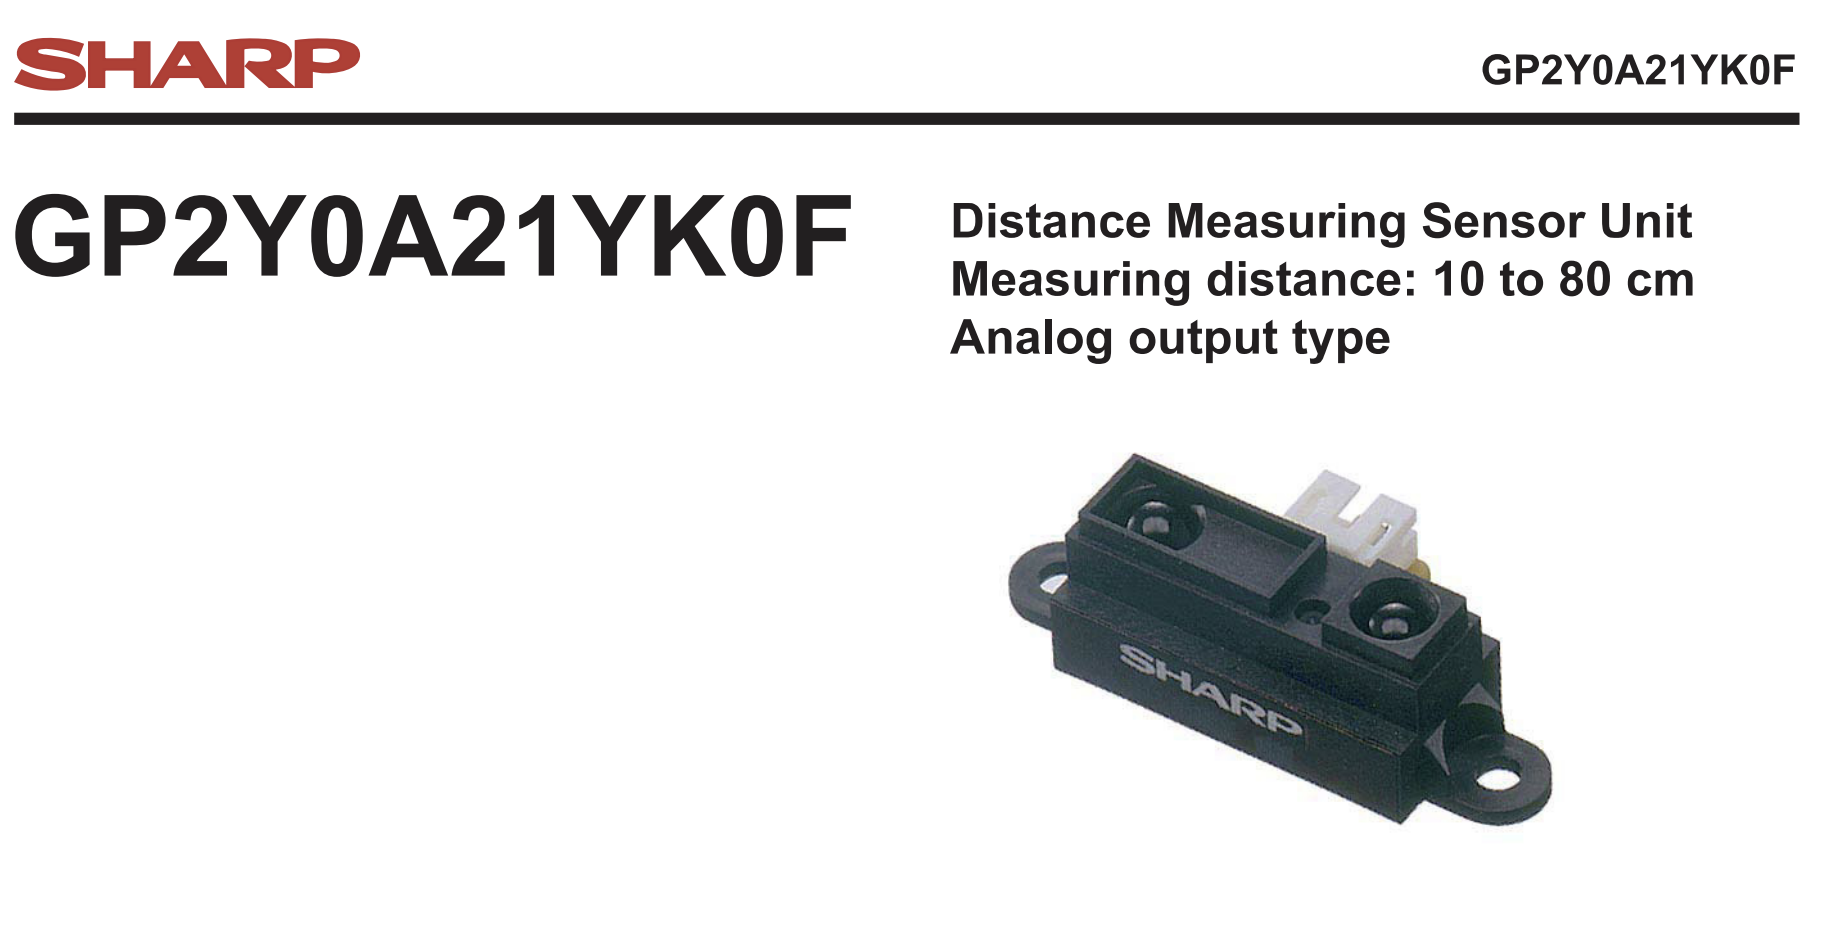 SHARP
GP2Y0A21YK0F
GP2Y0A21YK0F
Distance Measuring Sensor Unit
Measuring distance: 10 to 80 cm
Analog output type
SHARP